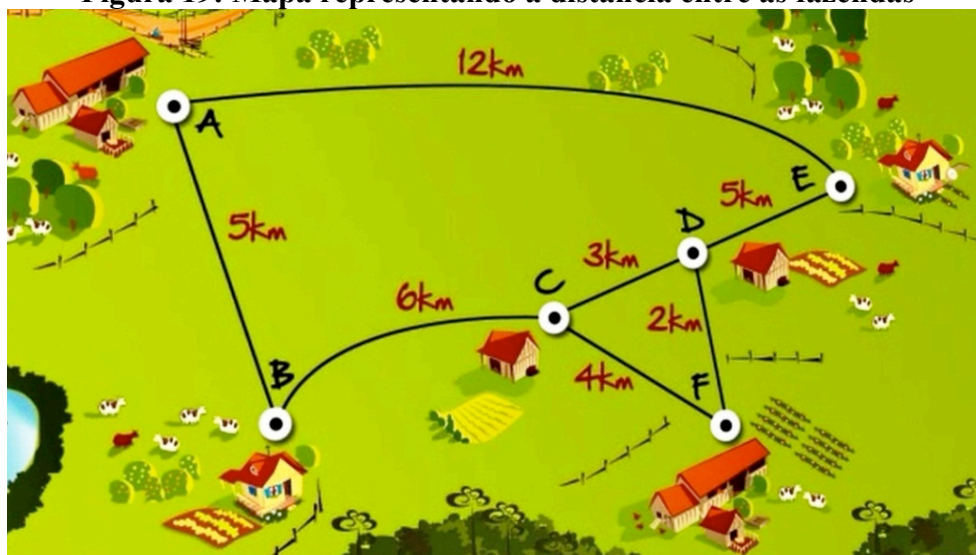 Figura 19: Mapa representando a distância entre as fazendas
12km
A
E
5km
D
5km
3km
C
6km
2km
B
4km
F